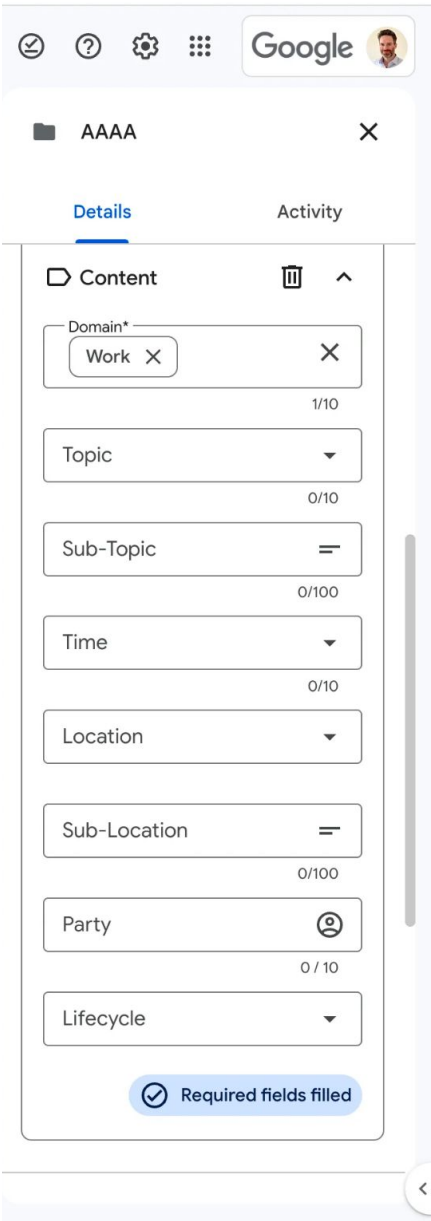 Google
AAAA
Details Activity
Content
Domain*
Work
1/10
Topic
0/10
Sub-Topic
0/100
Time
0/10
Location
Sub-Location
0/100
Party
0 / 10
Lifecycle
Required fields filled